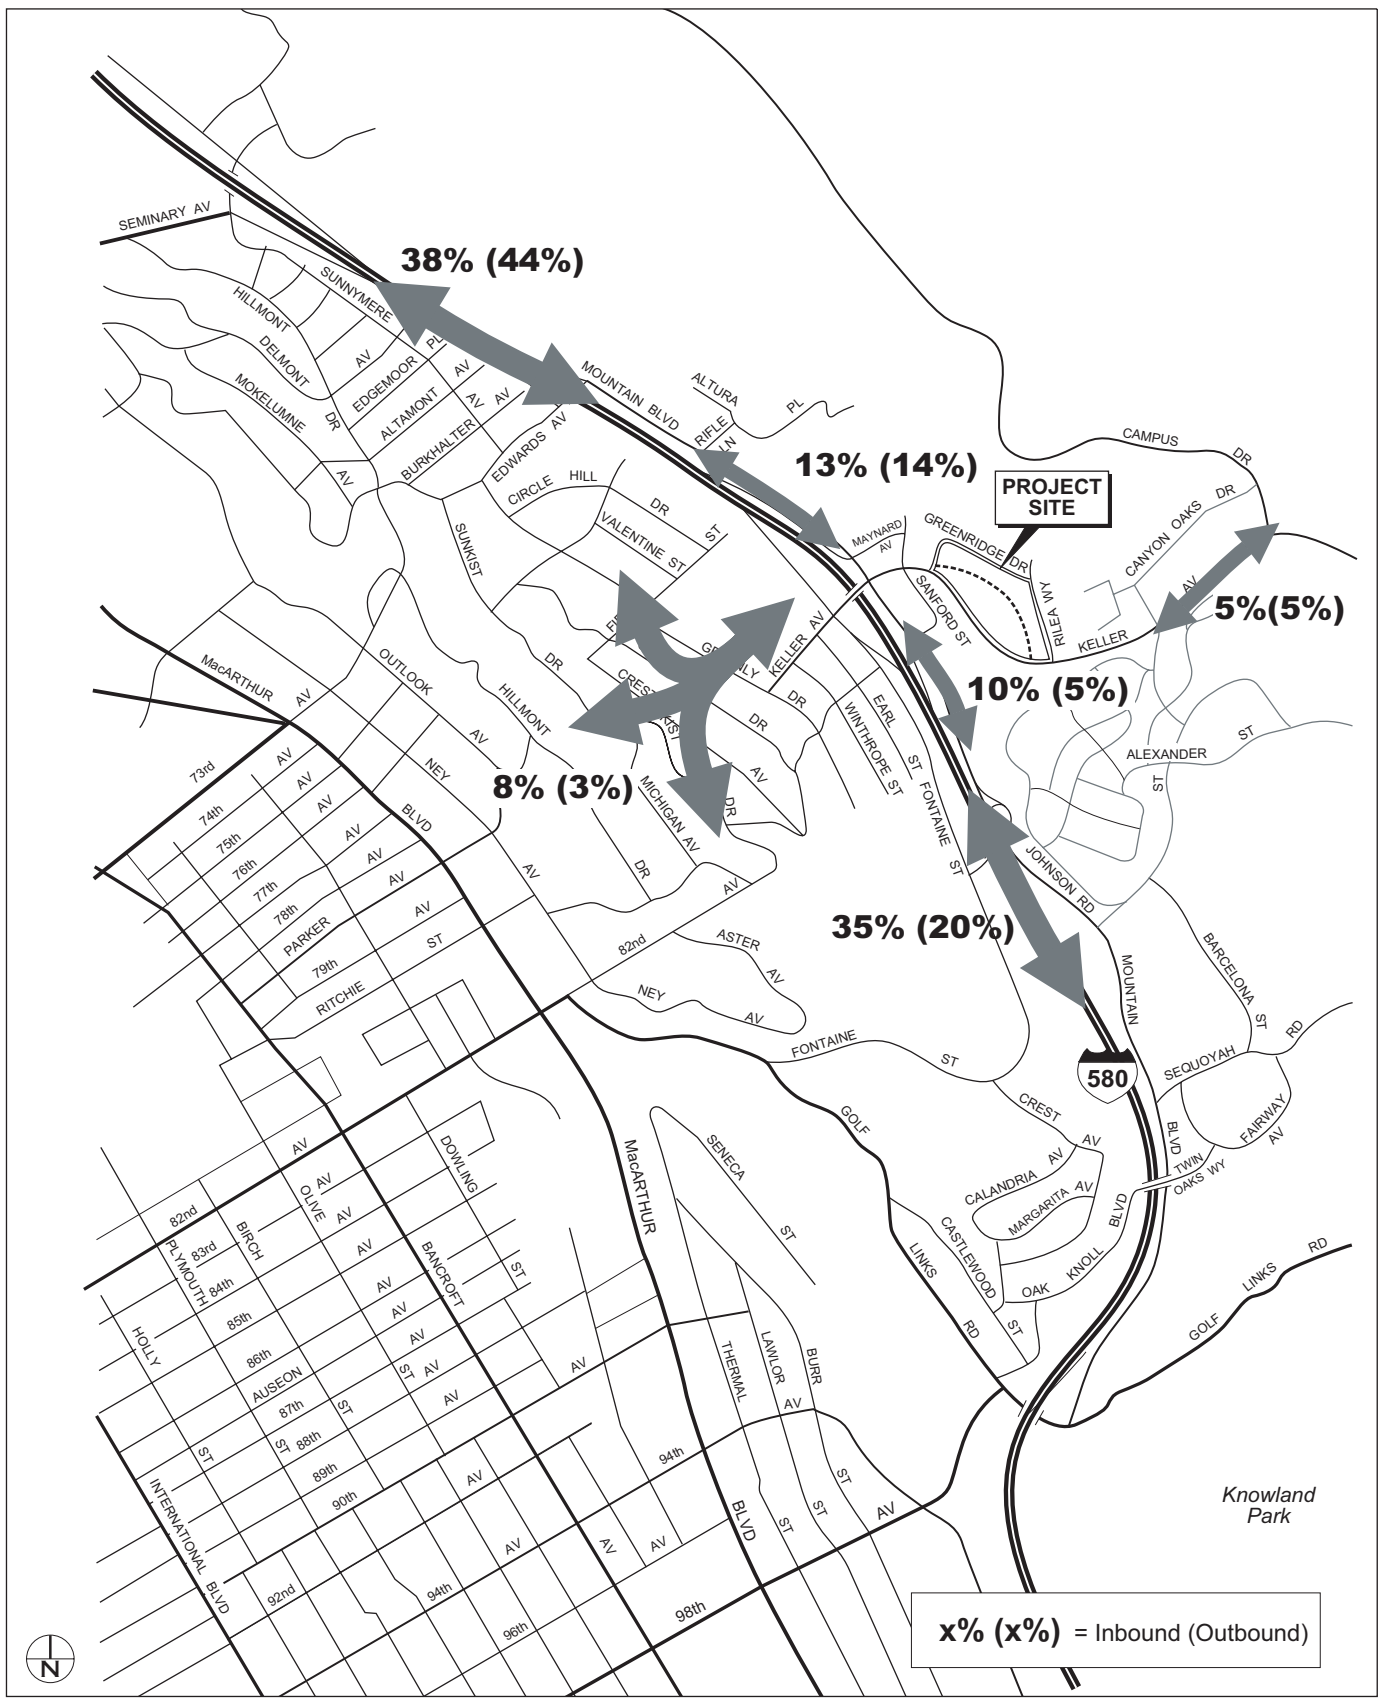 SEMINARY AV
38% (44%)
SUNNYMERE
HILLMONT
DELMONT
MOKELUMNE
AV
DR
AV
EDGEMOOR
PL
ALTAMONT
AV
BURKHALTER
AV
AV
EDWARDS AV
MOUNTAIN BLVD
ALTURA
PL
RIFLE
LN
13% (14%)
CAMPUS
DR
PROJECT
SITE
CIRCLE HILL
DR
ST
VALENTINE ST
SUNKIST
DR
MAYNARD
AV
GREENRIDGE DR
CANYON OAKS DR
SANFORD ST
RILEA WY
KELLER
AV
5%(5%)
KELLER AV
DR
10% (5%)
EARL
ST
WINTHROPE ST
FONTAINE
ST
ALEXANDER
ST
ST
MacARTHUR
AV
OUTLOOK
AV
HILLMONT
DR
8% (3%)
MICHIGAN AV
DR
AV
DR
NEY
AV
BLVD
73rd
74th
AV
75th
AV
76th
AV
77th
AV
78th
AV
PARKER
AV
79th
AV
RITCHIE
ST
JOHNSON RD
35% (20%)
82nd
AV
ASTER
AV
NEY
AV
MOUNTAIN
BLVD
BARCELONA
ST
FONTAINE
ST
580
SEQUOYAH
RD
CREST
AV
FAIRWAY
AV
TWIN
OAKS WY
GOLF
LINKS
RD
CALANDRIA
AV
MARGARITA AV
CASTLEWOOD
ST
OAK
KNOLL
BLVD
GOLF
LINKS
RD
MacARTHUR
BLVD
SENECA
ST
DOWLING
ST
82nd
AV
83rd
AV
84th
AV
85th
AV
86th
AV
AUSEON
AV
87th
AV
88th
AV
89th
AV
90th
AV
OLIVE
ST
BIRCH
ST
PLYMOUTH
ST
HOLLY
ST
BANCROFT
AV
THERMAL
ST
LAWLOR
ST
BURR
ST
INTERNATIONAL BLVD
92nd
AV
94th
AV
94th
AV
96th
AV
98th
AV
Knowland
Park
N
x% (x%) = Inbound (Outbound)